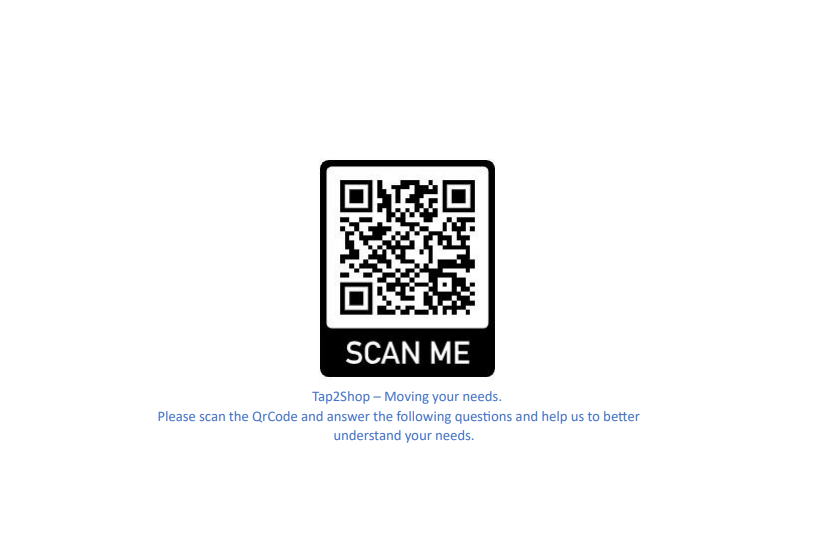 SCAN ME
Tap2Shop – Moving your needs.
Please scan the QrCode and answer the following questions and help us to better
understand your needs.